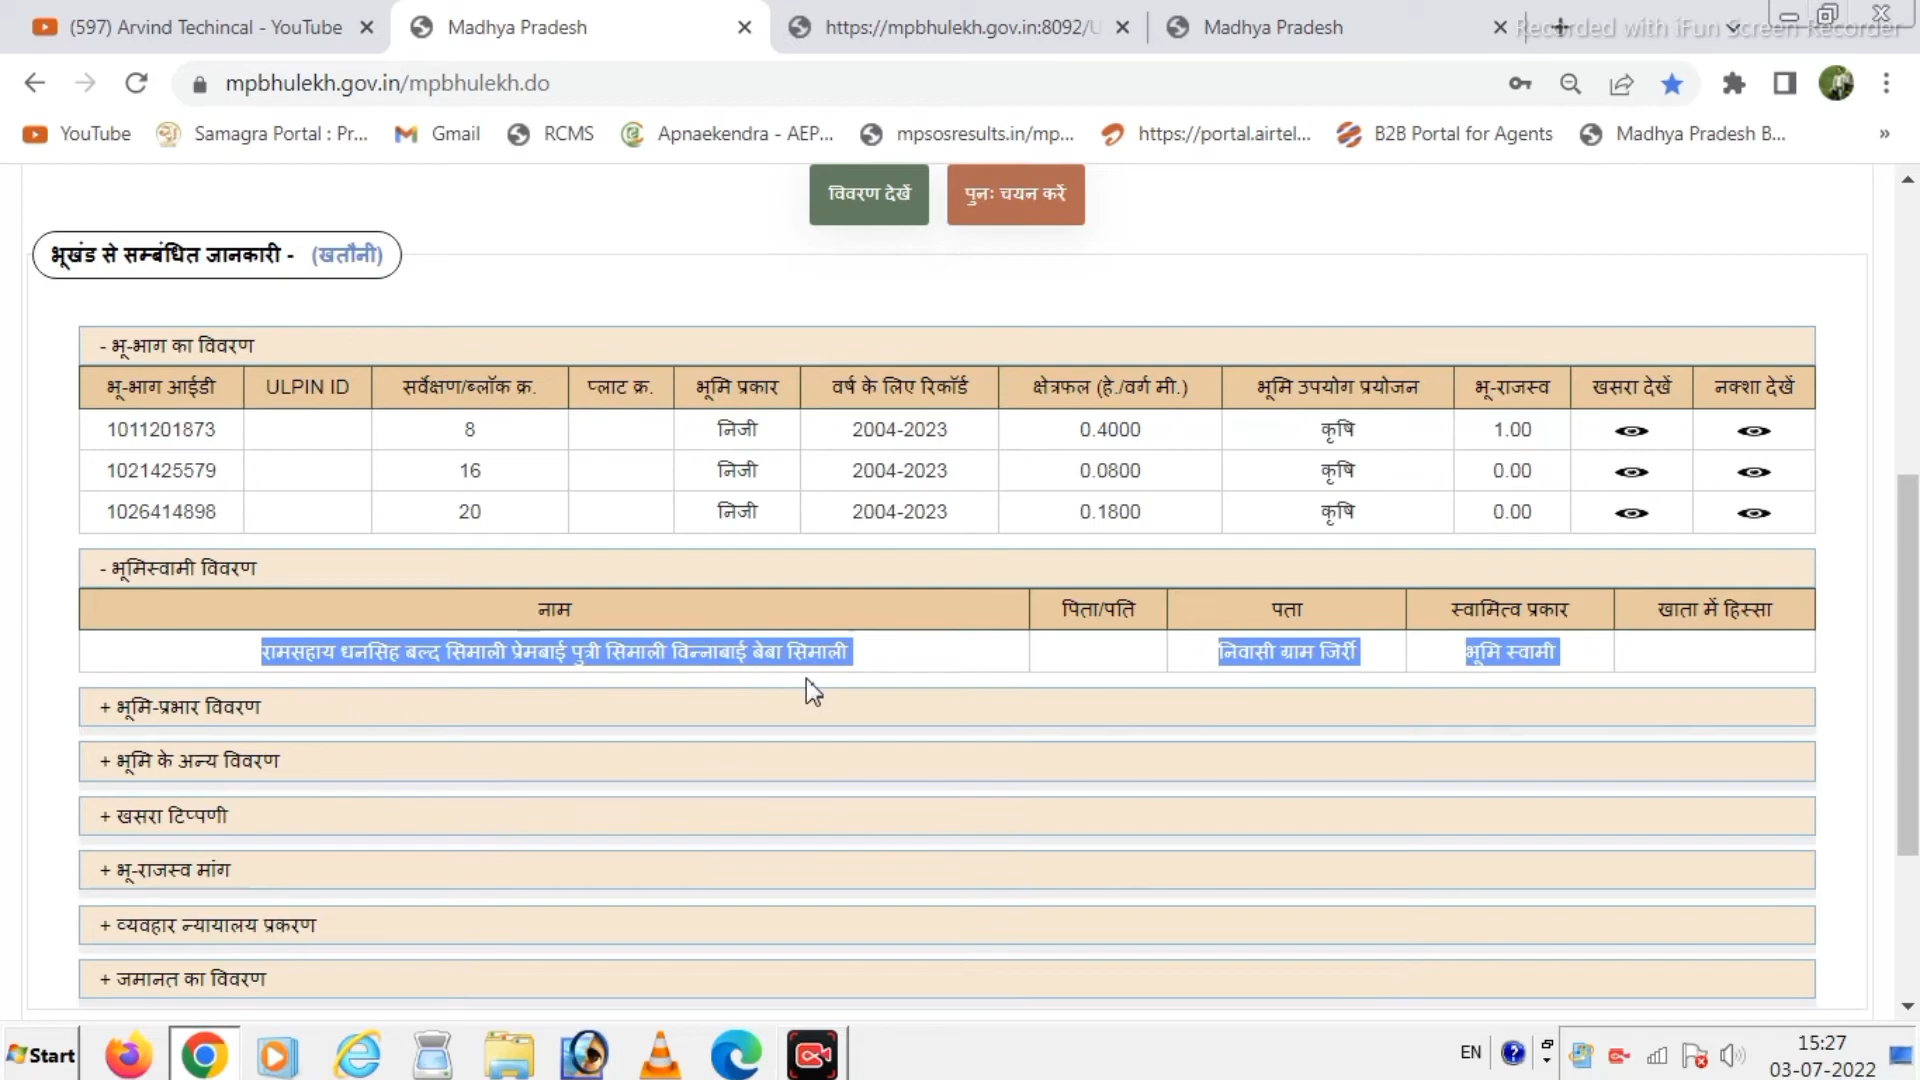 (597) Arvind Techincal - YouTube
Madhya Pradesh
https://mpbhulekh.gov.in:8092/U
Madhya Pradesh
Recorded with iFun Screen Recorder
mpbhulekh.gov.in/mpbhulekh.do
YouTube Samagra Portal : Pr... Gmail RCMS Apnaekendra - AEP... mpsosresults.in/mp... https://portal.airtel... B2B Portal for Agents Madhya Pradesh B... »
विवरण देखें पुनः चयन करें
भूखंड से सम्बंधित जानकारी - (खतौनी)
- भू-भाग का विवरण
भू-भाग आईडी ULPIN ID सर्वेक्षण/ब्लॉक क्र. प्लाट क्र. भूमि प्रकार वर्ष के लिए रिकॉर्ड क्षेत्रफल (हे./वर्ग मी.) भूमि उपयोग प्रयोजन भू-राजस्व खसरा देखें नक्शा देखें
1011201873 8 निजी 2004-2023 0.4000 कृषि 1.00
1021425579 16 निजी 2004-2023 0.0800 कृषि 0.00
1026414898 20 निजी 2004-2023 0.1800 कृषि 0.00
- भूमिस्वामी विवरण
नाम पिता/पति पता स्वामित्व प्रकार खाता में हिस्सा
रामसहाय धनसिह बल्द सिमाली प्रेमबाई पुत्री सिमाली विन्नाबाई बेबा सिमाली निवासी ग्राम जिर्री भूमि स्वामी
+ भूमि-प्रभार विवरण
+ भूमि के अन्य विवरण
+ खसरा टिप्पणी
+ भू-राजस्व मांग
+ व्यवहार न्यायालय प्रकरण
+ जमानत का विवरण
Start
EN
15:27
03-07-2022